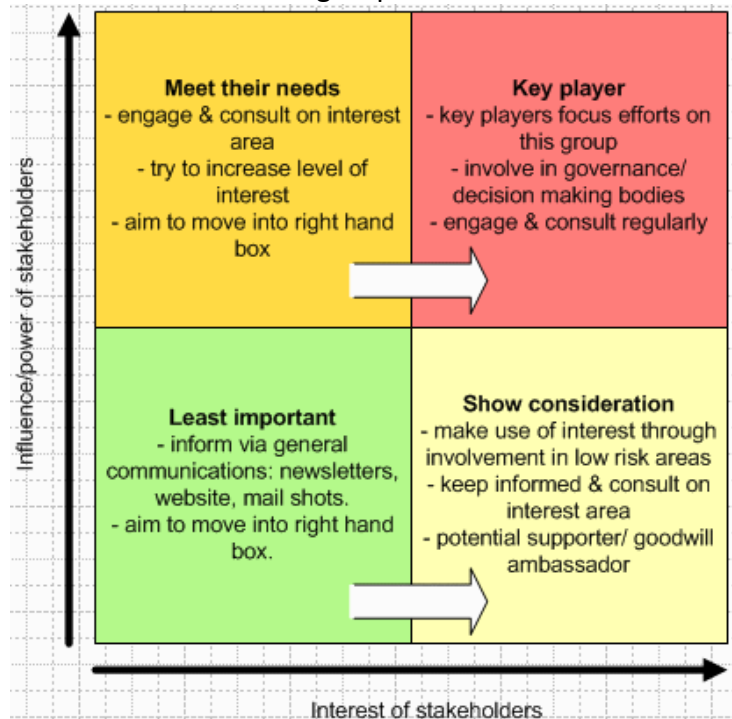 Meet their needs
- engage & consult on interest
area
- try to increase level of
interest
- aim to move into right hand
box
Key player
- key players focus efforts on
this group
- involve in governance/
decision making bodies
- engage & consult regularly
Influence/power of stakeholders
Least important
- inform via general
communications: newsletters,
website, mail shots.
- aim to move into right hand
box.
Show consideration
- make use of interest through
involvement in low risk areas
- keep informed & consult on
interest area
- potential supporter/ goodwill
ambassador
Interest of stakeholders